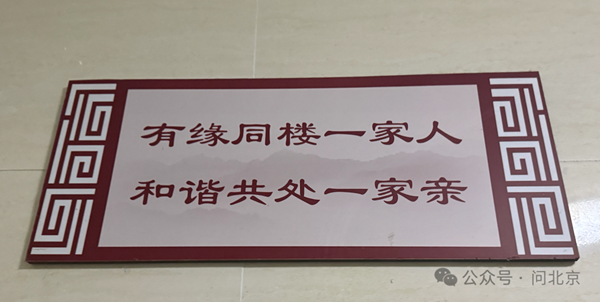 有缘同楼一家人
和谐共处一家亲
公众号·问北京